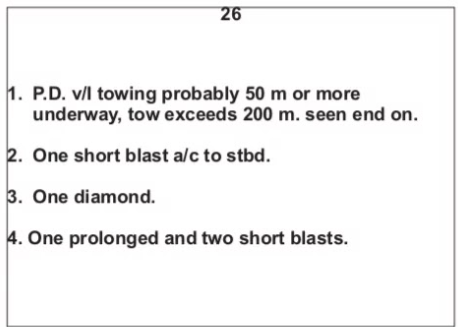 26
1. P.D. v/l towing probably 50 m or more
underway, tow exceeds 200 m. seen end on.
2. One short blast a/c to stbd.
3. One diamond.
4. One prolonged and two short blasts.